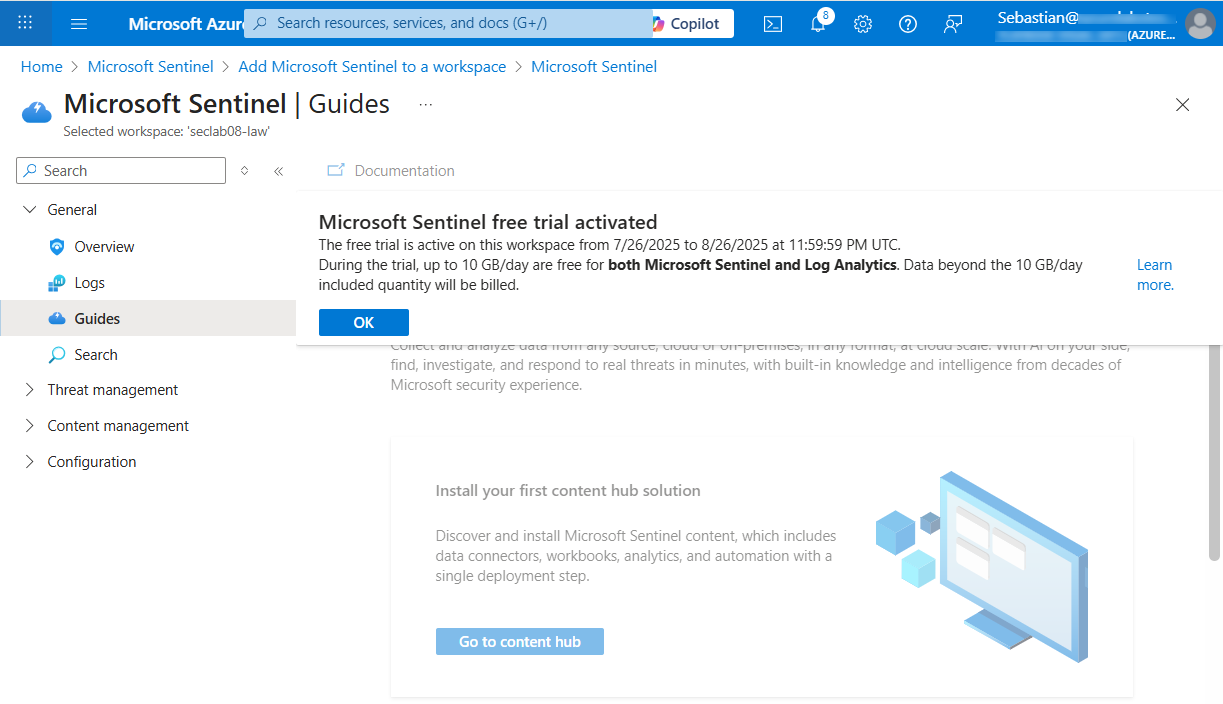 Microsoft Azur
Search resources, services, and docs (G+/)
Copilot
8
Sebastian@
(AZURE...
Home > Microsoft Sentinel > Add Microsoft Sentinel to a workspace > Microsoft Sentinel
Microsoft Sentinel | Guides ...
Selected workspace: 'seclab08-law'
Search
«
Documentation
General
Overview
Logs
Guides
Search
Threat management
Content management
Configuration
Microsoft Sentinel free trial activated
The free trial is active on this workspace from 7/26/2025 to 8/26/2025 at 11:59:59 PM UTC.
During the trial, up to 10 GB/day are free for both Microsoft Sentinel and Log Analytics. Data beyond the 10 GB/day
included quantity will be billed.
Learn
more.
OK
Collect and analyze data from any source, cloud or on-premises, in any format, at cloud scale. With AI on your side,
find, investigate, and respond to real threats in minutes, with built-in knowledge and intelligence from decades of
Microsoft security experience.
Install your first content hub solution
Discover and install Microsoft Sentinel content, which includes
data connectors, workbooks, analytics, and automation with a
single deployment step.
Go to content hub